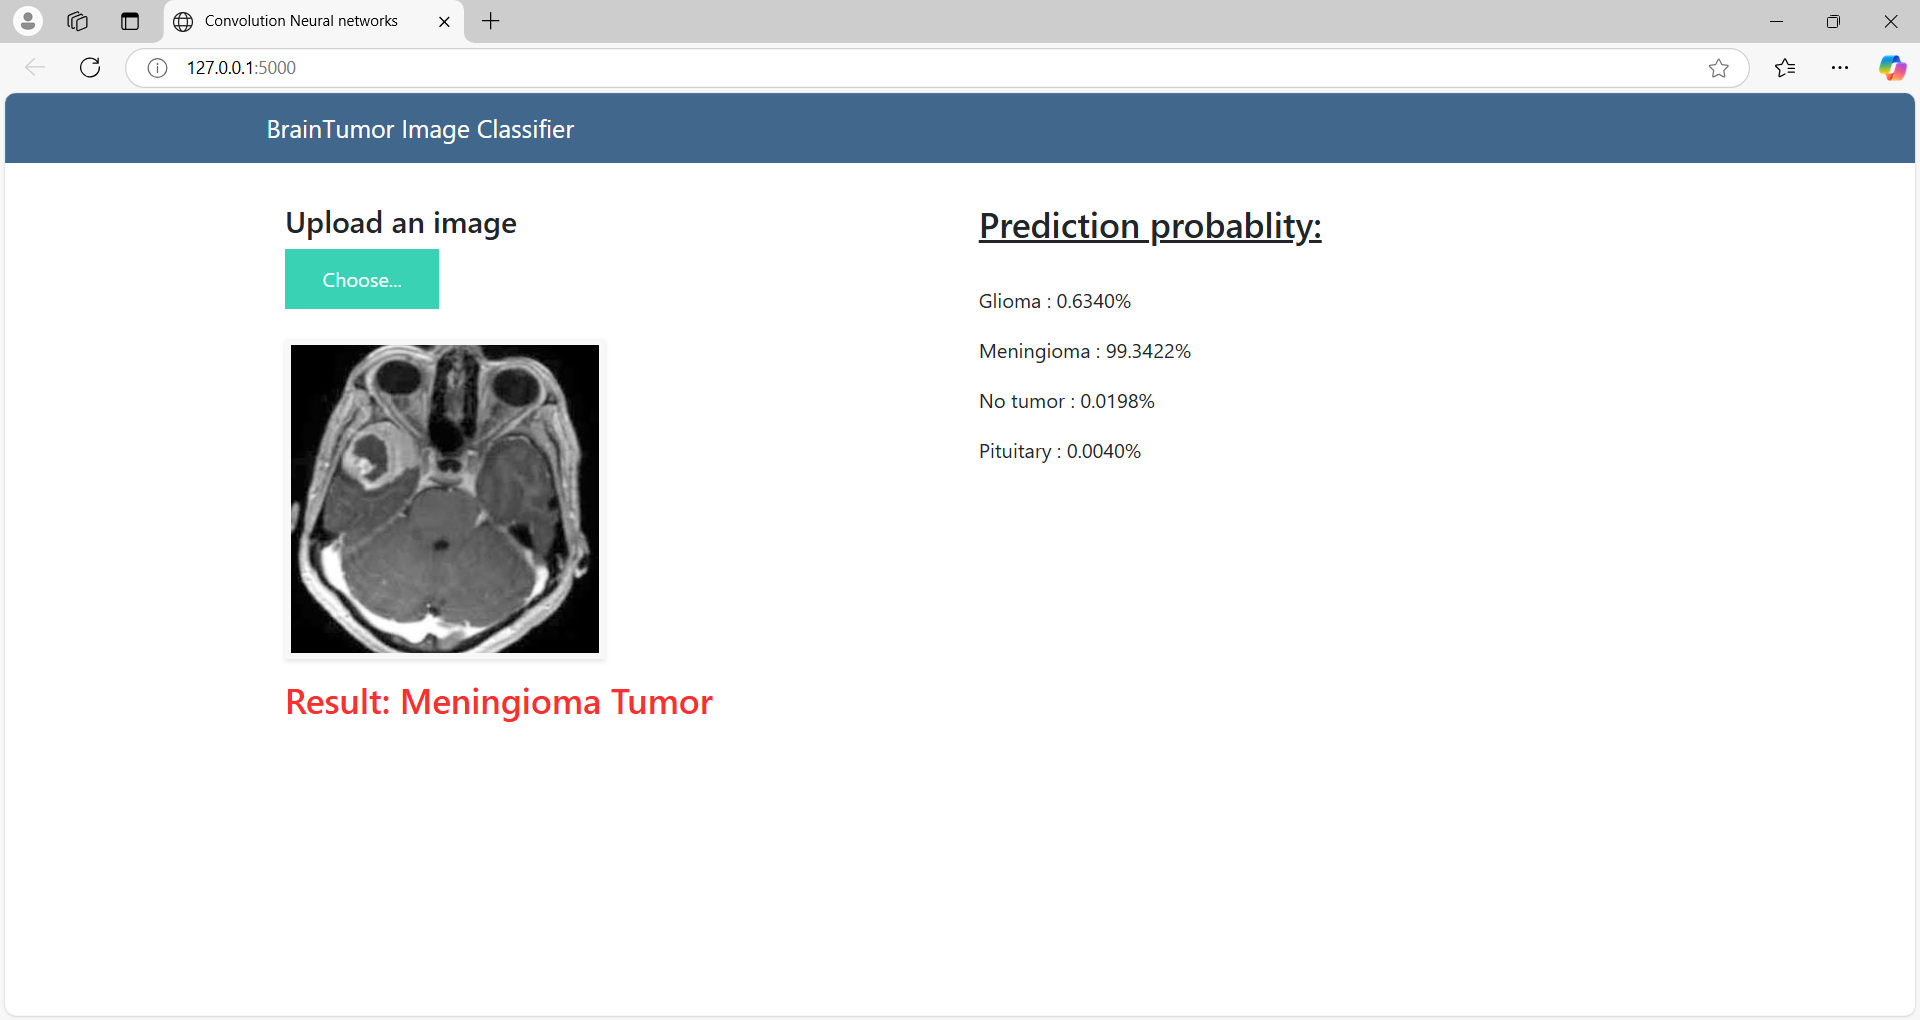 Convolution Neural networks
127.0.0.1:5000
BrainTumor Image Classifier
Upload an image
Choose...
Result: Meningioma Tumor
Prediction probablity:
Glioma : 0.6340%
Meningioma : 99.3422%
No tumor : 0.0198%
Pituitary : 0.0040%